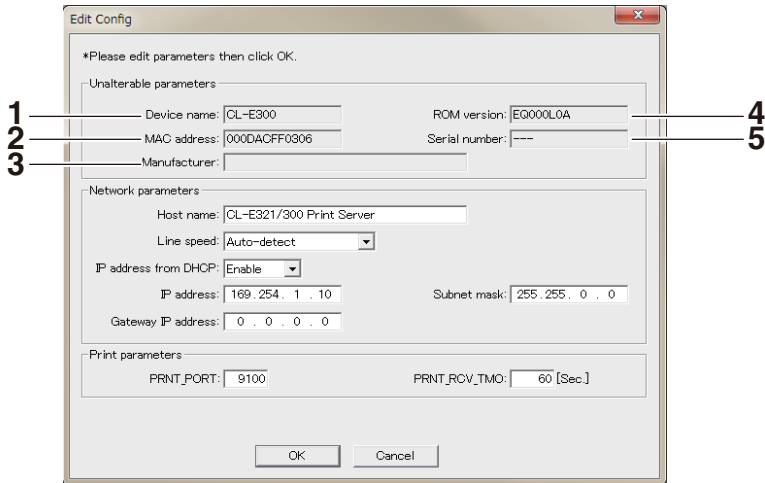 Edit Config
*Please edit parameters then click OK.
Unalterable parameters
1 Device name: CL-E300 ROM version: EQ000L0A 4
2 MAC address: 000DACFF0306 Serial number: --- 5
3 Manufacturer:
Network parameters
Host name: CL-E321/300 Print Server
Line speed: Auto-detect
IP address from DHCP: Enable
IP address: 169.254. 1 . 10 Subnet mask: 255.255. 0 . 0
Gateway IP address: 0 . 0 . 0 . 0
Print parameters
PRNT_PORT: 9100 PRNT_RCV_TMO: 60 [Sec.]
OK Cancel